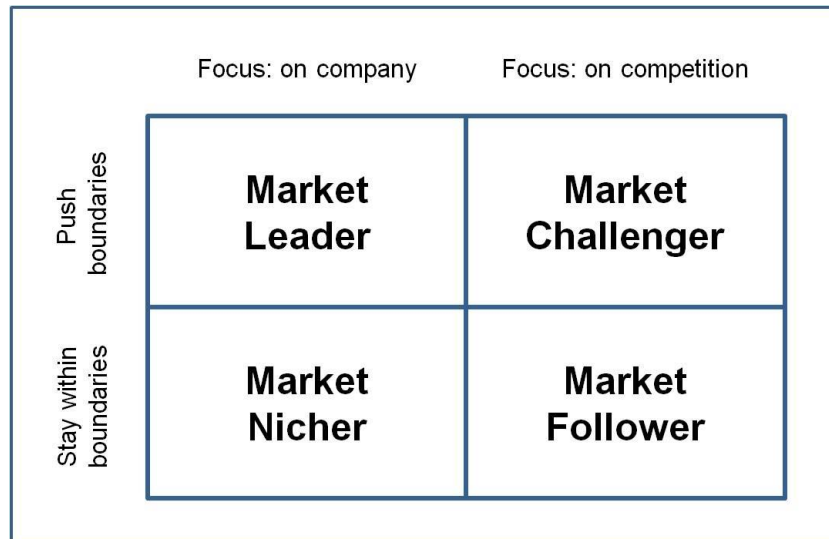 Focus: on company
Focus: on competition
Push
boundaries
Market
Leader
Market
Challenger
Stay within
boundaries
Market
Nicher
Market
Follower